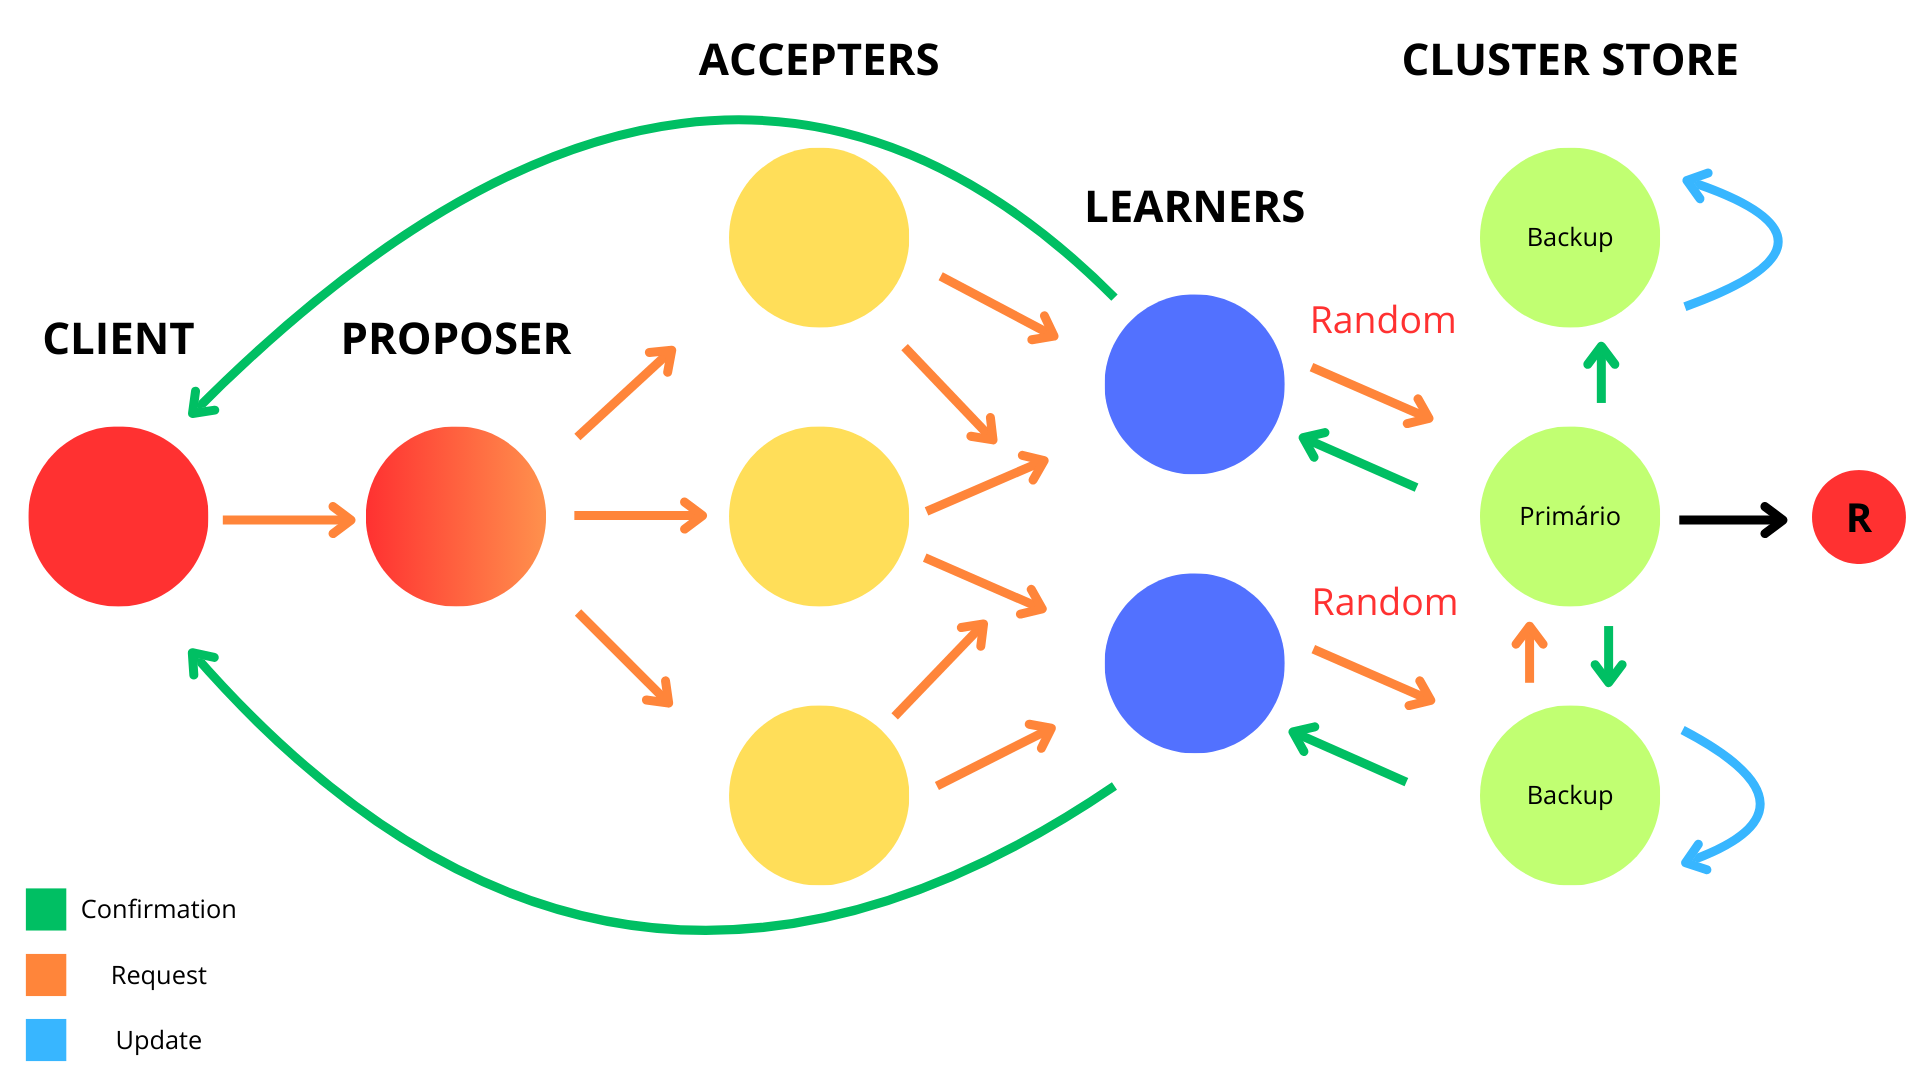 ACCEPTERS
CLUSTER STORE
LEARNERS
Backup
Random
CLIENT
PROPOSER
Primário
R
Random
Backup
Confirmation
Request
Update